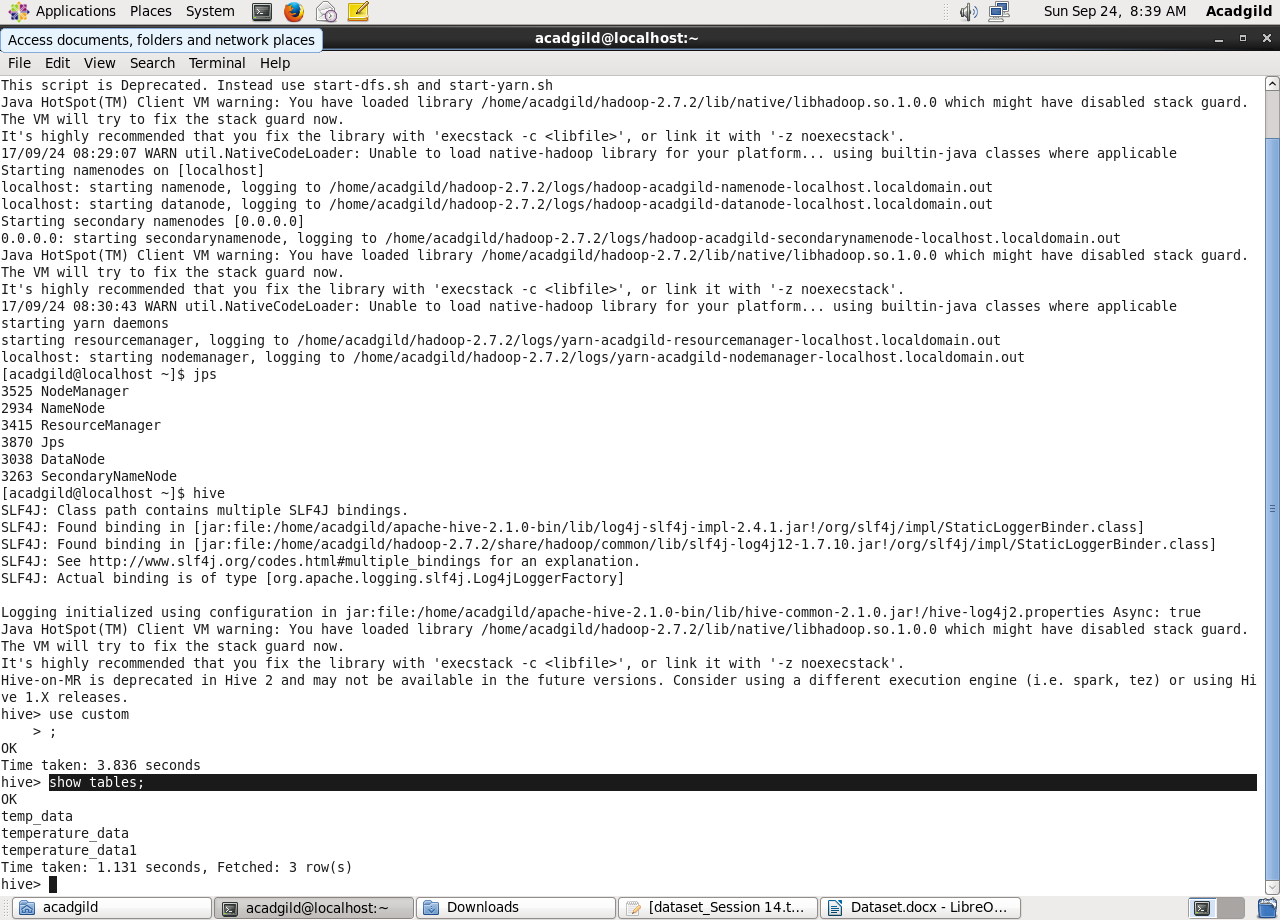 Applications Places System
Sun Sep 24, 8:39 AM Acadgild
Access documents, folders and network places
acadgild@localhost:~
File Edit View Search Terminal Help
This script is Deprecated. Instead use start-dfs.sh and start-yarn.sh
Java HotSpot(TM) Client VM warning: You have loaded library /home/acadgild/hadoop-2.7.2/lib/native/libhadoop.so.1.0.0 which might have disabled stack guard.
The VM will try to fix the stack guard now.
It's highly recommended that you fix the library with 'execstack -c <libfile>', or link it with '-z noexecstack'.
17/09/24 08:29:07 WARN util.NativeCodeLoader: Unable to load native-hadoop library for your platform... using builtin-java classes where applicable
Starting namenodes on [localhost]
localhost: starting namenode, logging to /home/acadgild/hadoop-2.7.2/logs/hadoop-acadgild-namenode-localhost.localdomain.out
localhost: starting datanode, logging to /home/acadgild/hadoop-2.7.2/logs/hadoop-acadgild-datanode-localhost.localdomain.out
Starting secondary namenodes [0.0.0.0]
0.0.0.0: starting secondarynamenode, logging to /home/acadgild/hadoop-2.7.2/logs/hadoop-acadgild-secondarynamenode-localhost.localdomain.out
Java HotSpot(TM) Client VM warning: You have loaded library /home/acadgild/hadoop-2.7.2/lib/native/libhadoop.so.1.0.0 which might have disabled stack guard.
The VM will try to fix the stack guard now.
It's highly recommended that you fix the library with 'execstack -c <libfile>', or link it with '-z noexecstack'.
17/09/24 08:30:43 WARN util.NativeCodeLoader: Unable to load native-hadoop library for your platform... using builtin-java classes where applicable
starting yarn daemons
starting resourcemanager, logging to /home/acadgild/hadoop-2.7.2/logs/yarn-acadgild-resourcemanager-localhost.localdomain.out
localhost: starting nodemanager, logging to /home/acadgild/hadoop-2.7.2/logs/yarn-acadgild-nodemanager-localhost.localdomain.out
[acadgild@localhost ~]$ jps
3525 NodeManager
2934 NameNode
3415 ResourceManager
3870 Jps
3038 DataNode
3263 SecondaryNameNode
[acadgild@localhost ~]$ hive
SLF4J: Class path contains multiple SLF4J bindings.
SLF4J: Found binding in [jar:file:/home/acadgild/apache-hive-2.1.0-bin/lib/log4j-slf4j-impl-2.4.1.jar!/org/slf4j/impl/StaticLoggerBinder.class]
SLF4J: Found binding in [jar:file:/home/acadgild/hadoop-2.7.2/share/hadoop/common/lib/slf4j-log4j12-1.7.10.jar!/org/slf4j/impl/StaticLoggerBinder.class]
SLF4J: See http://www.slf4j.org/codes.html#multiple_bindings for an explanation.
SLF4J: Actual binding is of type [org.apache.logging.slf4j.Log4jLoggerFactory]
Logging initialized using configuration in jar:file:/home/acadgild/apache-hive-2.1.0-bin/lib/hive-common-2.1.0.jar!/hive-log4j2.properties Async: true
Java HotSpot(TM) Client VM warning: You have loaded library /home/acadgild/hadoop-2.7.2/lib/native/libhadoop.so.1.0.0 which might have disabled stack guard.
The VM will try to fix the stack guard now.
It's highly recommended that you fix the library with 'execstack -c <libfile>', or link it with '-z noexecstack'.
Hive-on-MR is deprecated in Hive 2 and may not be available in the future versions. Consider using a different execution engine (i.e. spark, tez) or using Hi
ve 1.X releases.
hive> use custom
    > ;
OK
Time taken: 3.836 seconds
hive> show tables;
OK
temp_data
temperature_data
temperature_data1
Time taken: 1.131 seconds, Fetched: 3 row(s)
hive>
acadgild
acadgild@localhost:~
Downloads
[dataset_Session 14.t...
Dataset.docx - LibreO...